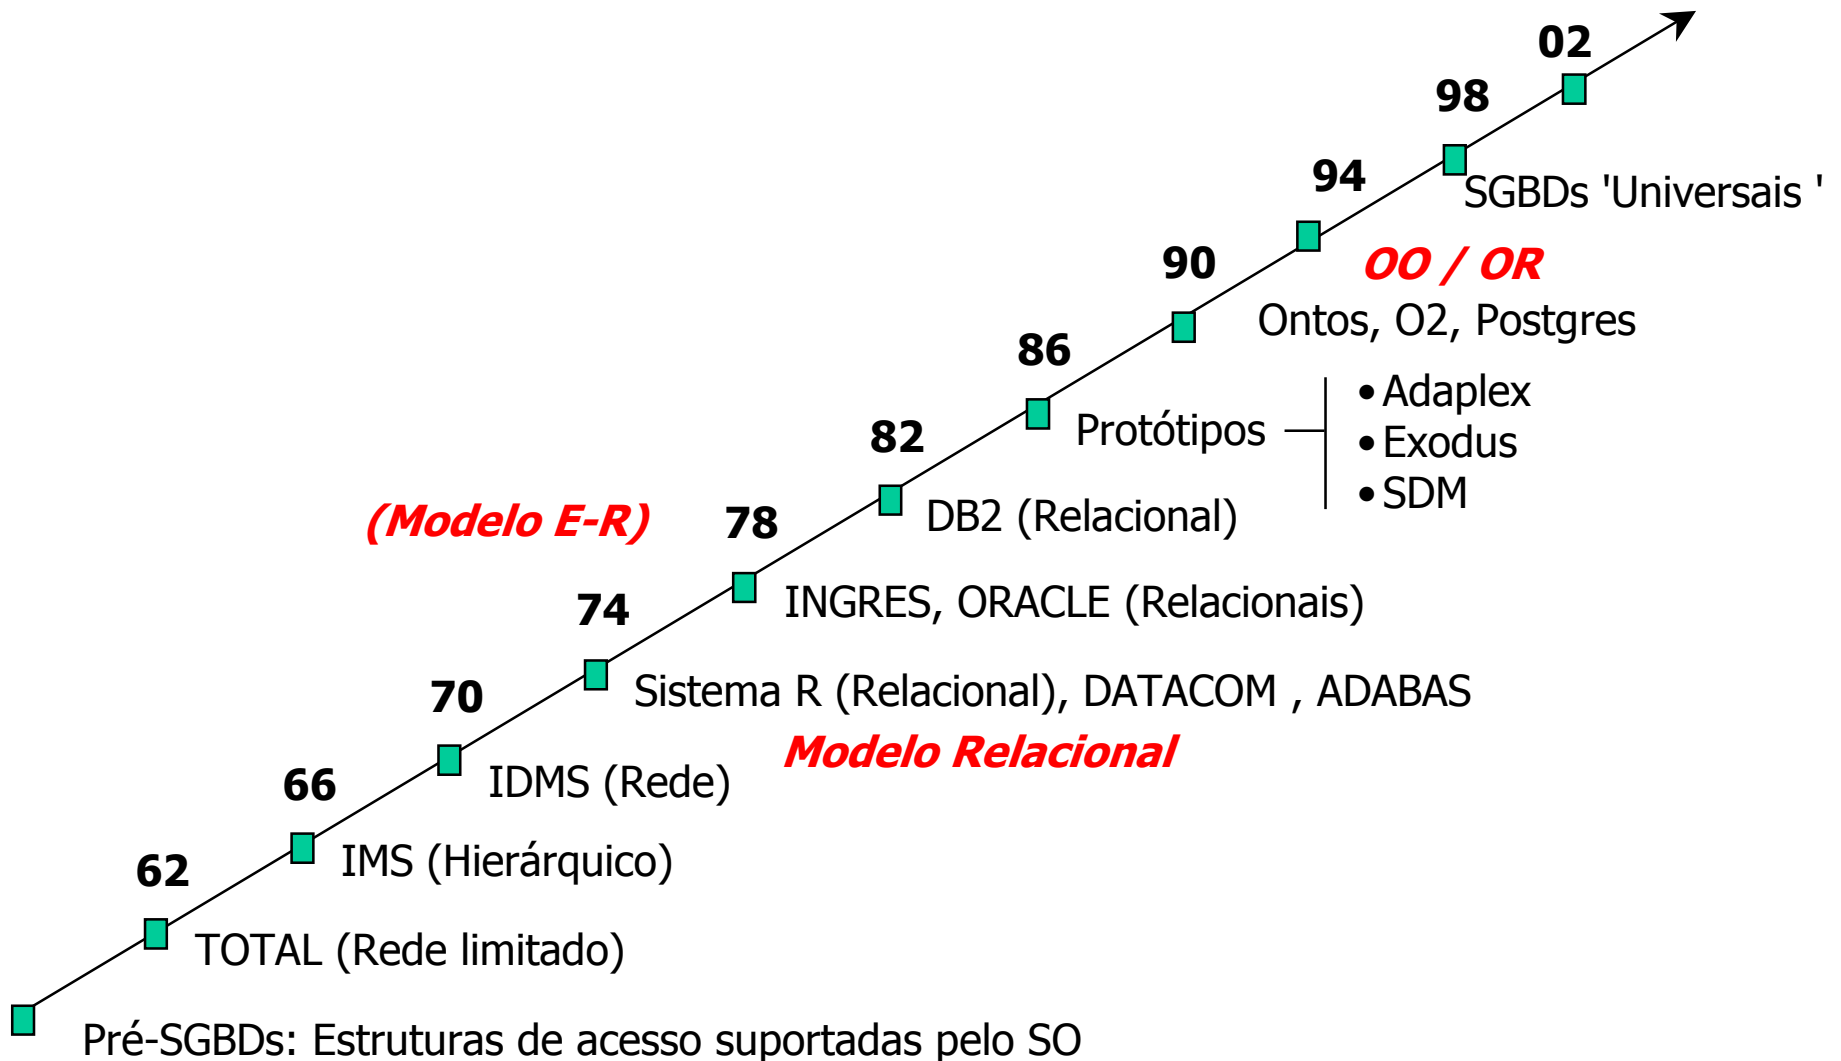 02
98
SGBDs 'Universais '
94
OO / OR
90
Ontos, O2, Postgres
86
•Adaplex
Protótipos
•Exodus
•SDM
82
DB2 (Relacional)
(Modelo E-R)
78
INGRES, ORACLE (Relacionais)
74
Sistema R (Relacional), DATACOM , ADABAS
70
Modelo Relacional
IDMS (Rede)
66
IMS (Hierárquico)
62
TOTAL (Rede limitado)
Pré-SGBDs: Estruturas de acesso suportadas pelo SO